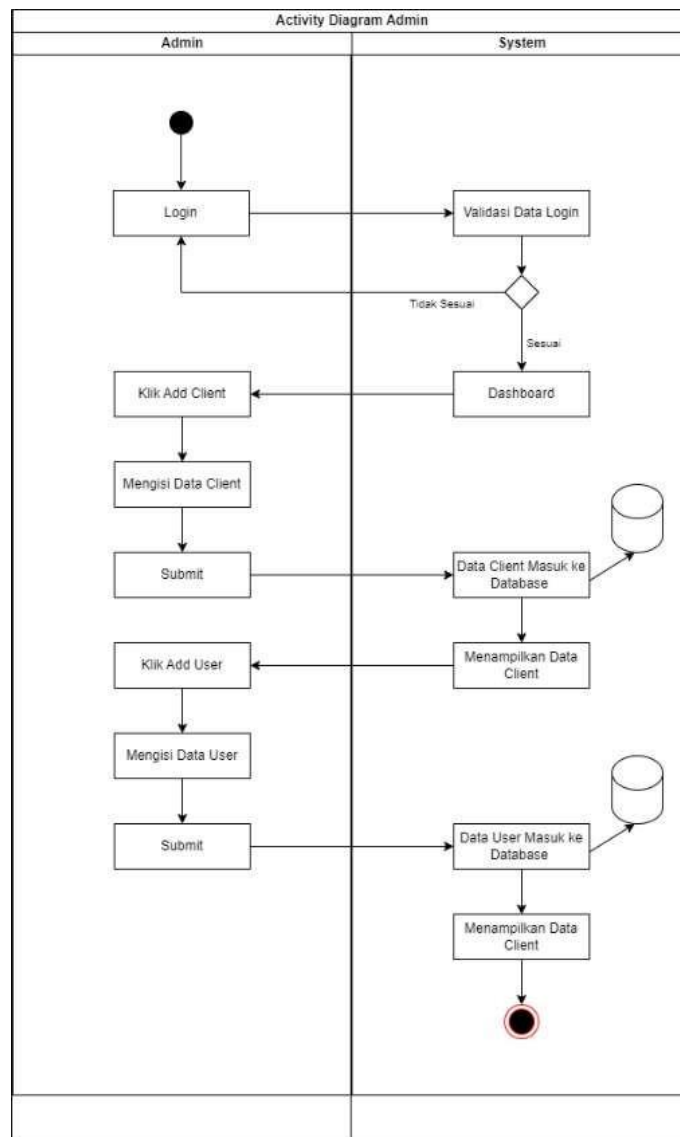 Activity Diagram Admin
Admin
System
Login
Validasi Data Login
Tidak Sesuai
Sesuai
Klik Add Client
Dashboard
Mengisi Data Client
Submit
Data Client Masuk ke
Database
Klik Add User
Menampilkan Data
Client
Mengisi Data User
Submit
Data User Masuk ke
Database
Menampilkan Data
Client